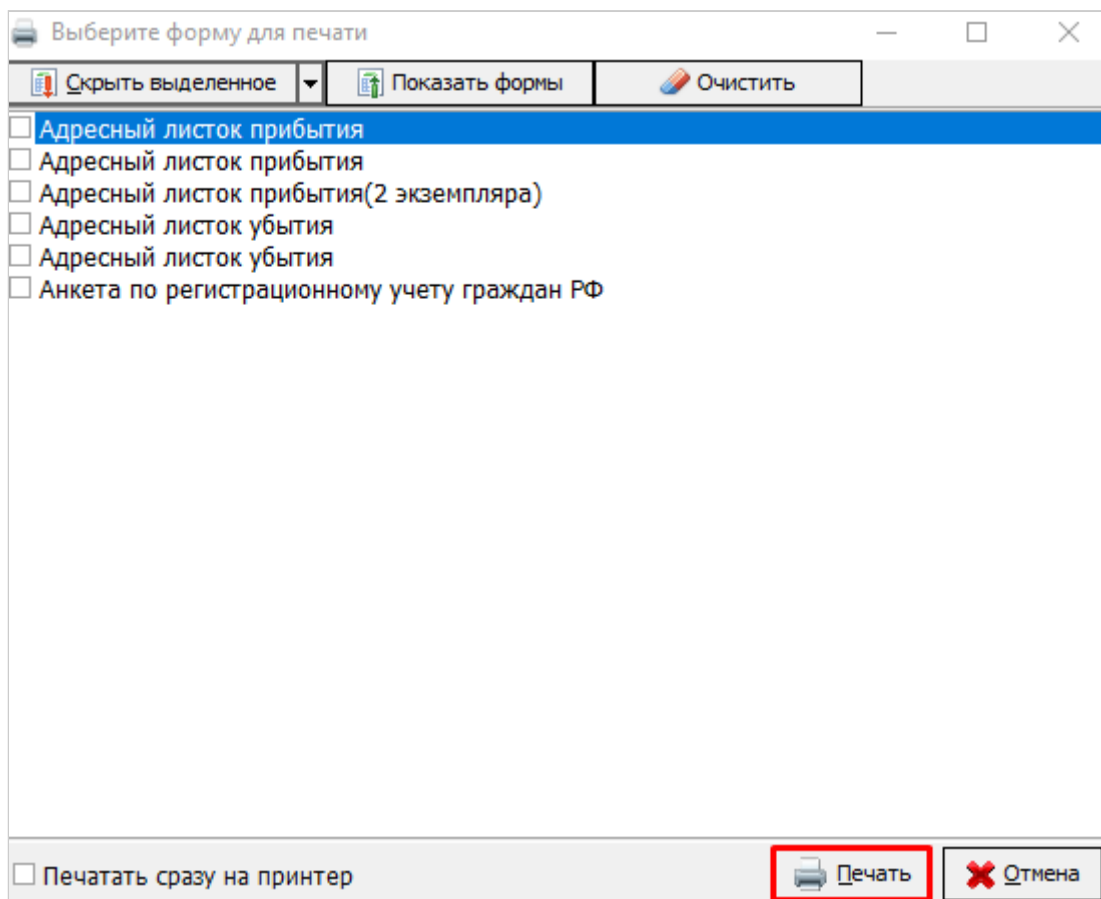 Выберите форму для печати
Скрыть выделенное Показать формы Очистить
Адресный листок прибытия
Адресный листок прибытия
Адресный листок прибытия(2 экземпляра)
Адресный листок убытия
Адресный листок убытия
Анкета по регистрационному учету граждан РФ
Печатать сразу на принтер Печать Отмена